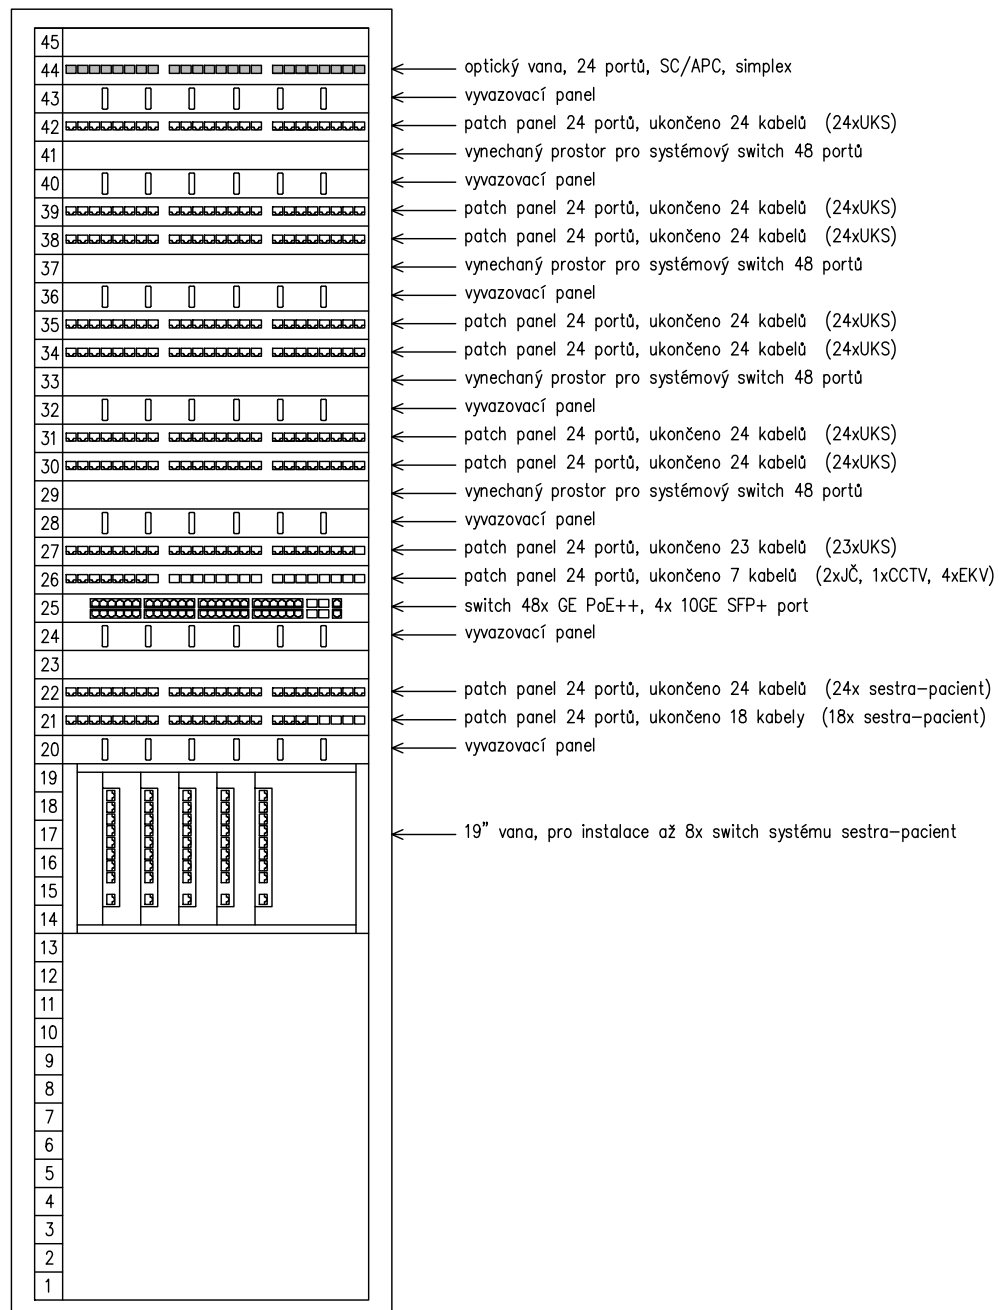 45
44 optický vana, 24 portů, SC/APC, simplex
43 vyvazovací panel
42 patch panel 24 portů, ukončeno 24 kabelů (24xUKS)
41 vynechaný prostor pro systémový switch 48 portů
40 vyvazovací panel
39 patch panel 24 portů, ukončeno 24 kabelů (24xUKS)
38 patch panel 24 portů, ukončeno 24 kabelů (24xUKS)
37 vynechaný prostor pro systémový switch 48 portů
36 vyvazovací panel
35 patch panel 24 portů, ukončeno 24 kabelů (24xUKS)
34 patch panel 24 portů, ukončeno 24 kabelů (24xUKS)
33 vynechaný prostor pro systémový switch 48 portů
32 vyvazovací panel
31 patch panel 24 portů, ukončeno 24 kabelů (24xUKS)
30 patch panel 24 portů, ukončeno 24 kabelů (24xUKS)
29 vynechaný prostor pro systémový switch 48 portů
28 vyvazovací panel
27 patch panel 24 portů, ukončeno 23 kabelů (23xUKS)
26 patch panel 24 portů, ukončeno 7 kabelů (2xJČ, 1xCCTV, 4xEKV)
25 switch 48x GE PoE++, 4x 10GE SFP+ port
24 vyvazovací panel
23
22 patch panel 24 portů, ukončeno 24 kabelů (24x sestra-pacient)
21 patch panel 24 portů, ukončeno 18 kabely (18x sestra-pacient)
20 vyvazovací panel
19
18
17 19" vana, pro instalace až 8x switch systému sestra-pacient
16
15
14
13
12
11
10
9
8
7
6
5
4
3
2
1